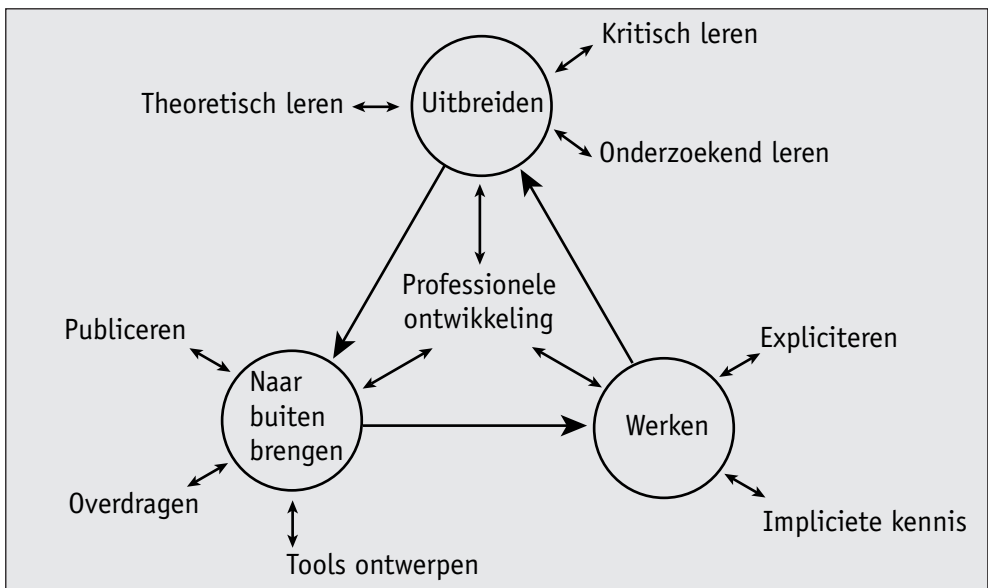 Kritisch leren
Theoretisch leren
Uitbreiden
Onderzoekend leren
Professionele
ontwikkeling
Publiceren
Expliciteren
Naar
buiten
brengen
Werken
Overdragen
Impliciete kennis
Tools ontwerpen